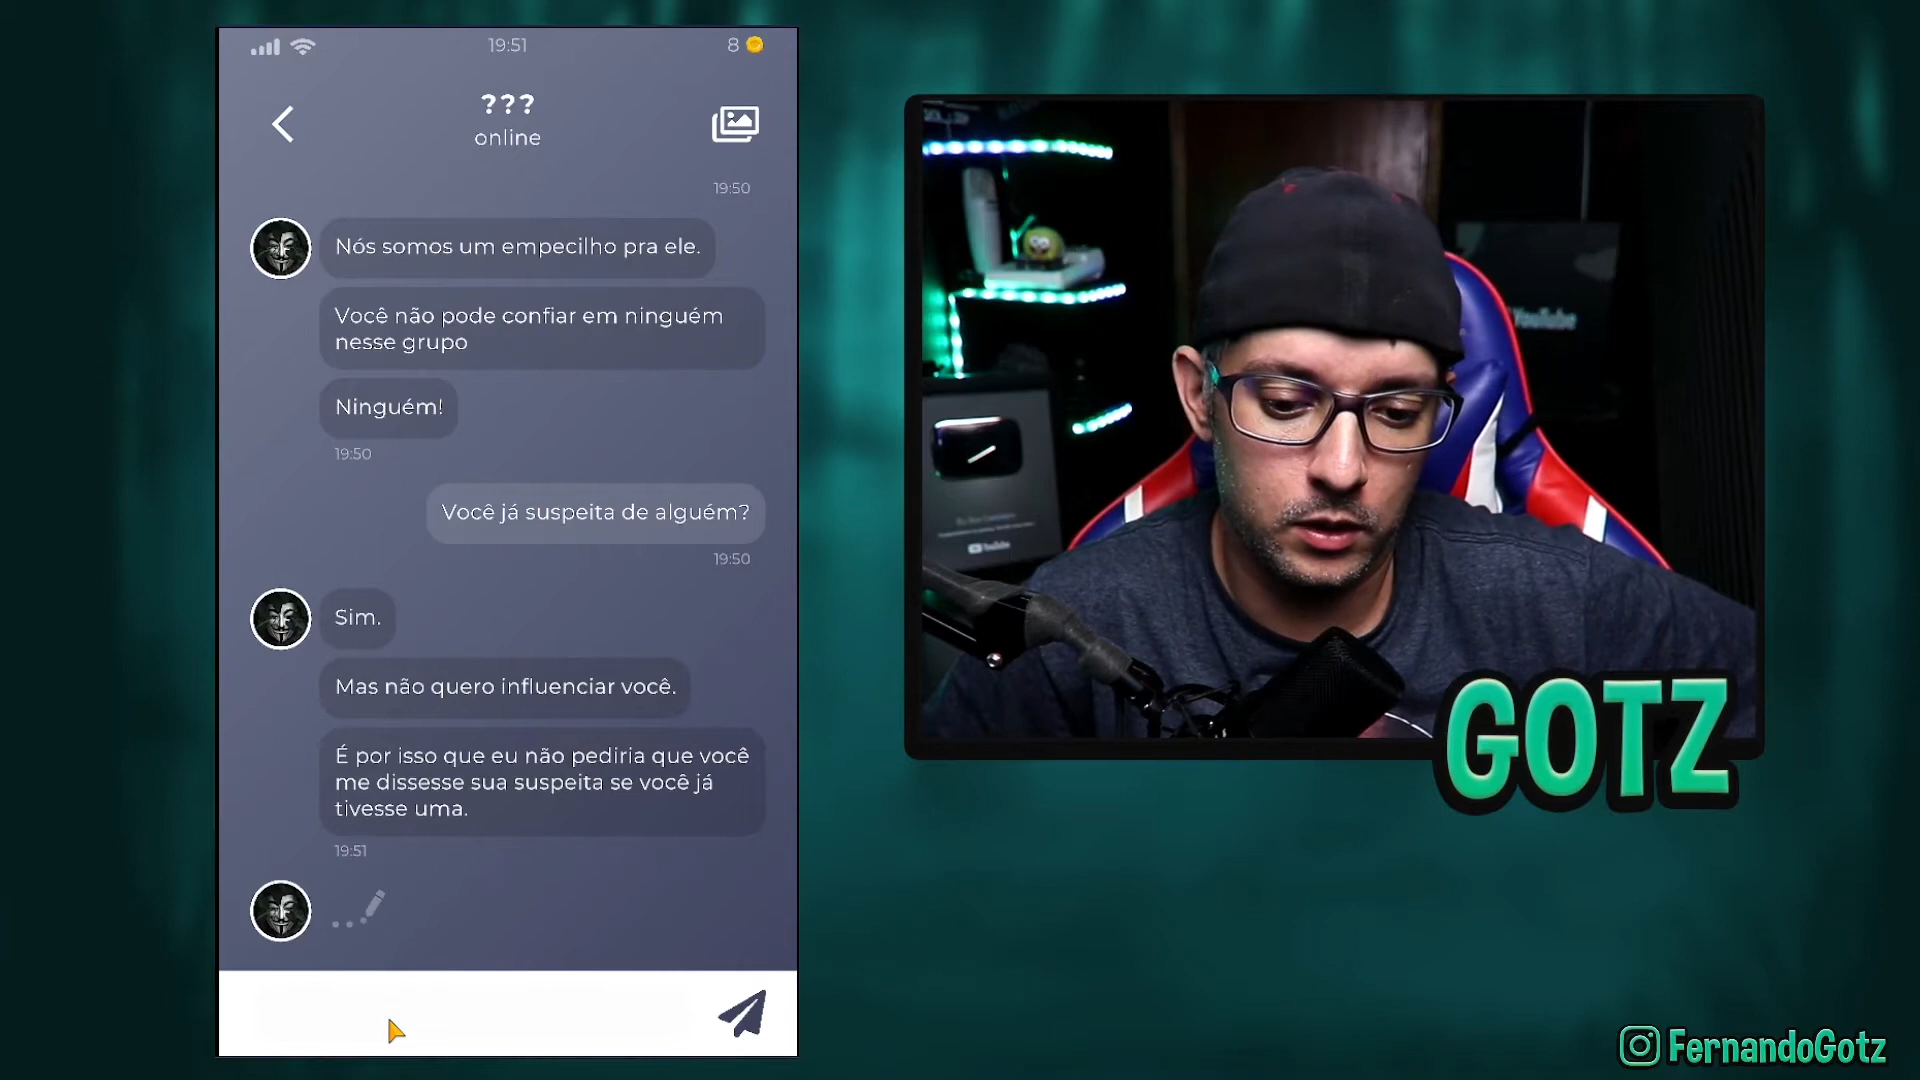 19:51
8
???
online
19:50
Nós somos um empecilho pra ele.
Você não pode confiar em ninguém
nesse grupo
Ninguém!
19:50
Você já suspeita de alguém?
19:50
Sim.
Mas não quero influenciar você.
É por isso que eu não pediria que você
me dissesse sua suspeita se você já
tivesse uma.
19:51
YouTube
YouTube
GOTZ
FernandoGotz